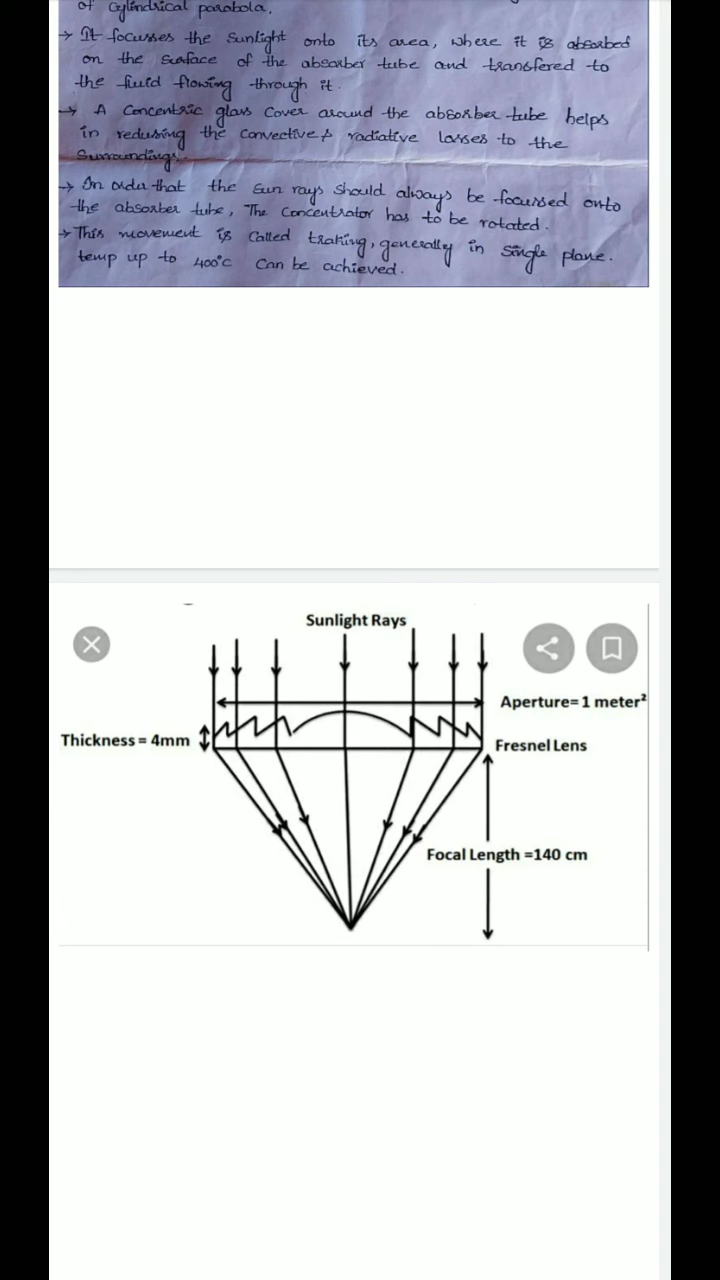 of Cylindrical parabola.
→ It focusses the Sunlight onto its area, where it is absorbed
on the Surface of the absorber tube and transfered to
the fluid flowing through it.
→ A Concentric glass Cover around the absorber tube helps
in redusing the Convective & radiative losses to the
Surroundings.
→ In order that the Sun rays should always be focussed onto
the absorber tube, The Concentrator has to be rotated.
→ This movement is called traking, generally in single plane.
temp up to 400°C Can be achieved.
Sunlight Rays
Aperture= 1 meter²
Thickness = 4mm
Fresnel Lens
Focal Length =140 cm